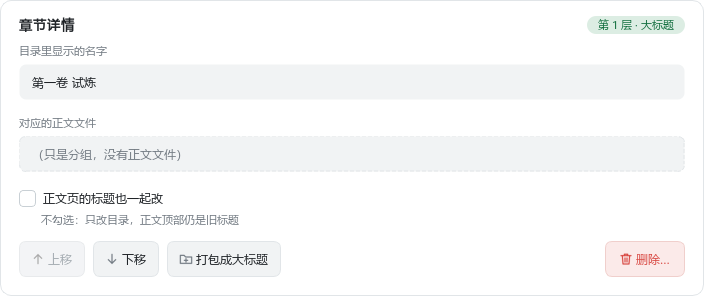 章节详情
第 1 层 · 大标题
目录里显示的名字
第一卷 试炼
对应的正文文件
（只是分组，没有正文文件）
正文页的标题也一起改
不勾选：只改目录，正文顶部仍是旧标题
上移 下移 打包成大标题 删除...